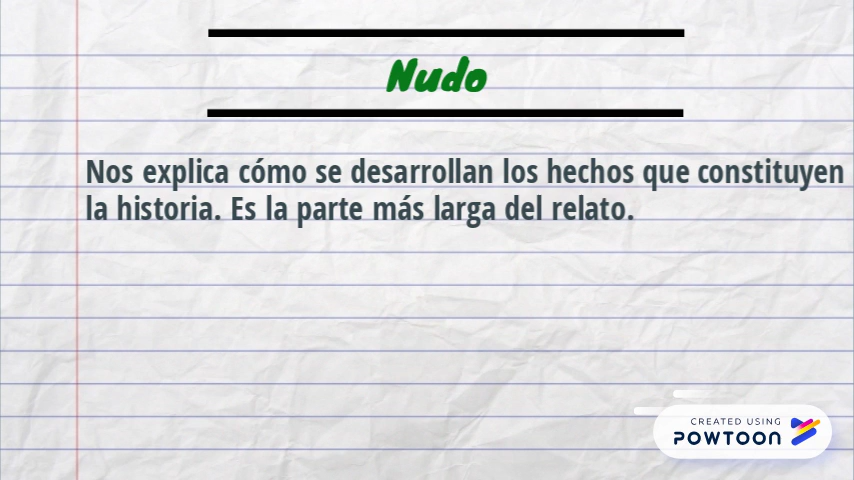 Nudo
Nos explica cómo se desarrollan los hechos que constituyen
la historia. Es la parte más larga del relato.
CREATED USING
POWTOON